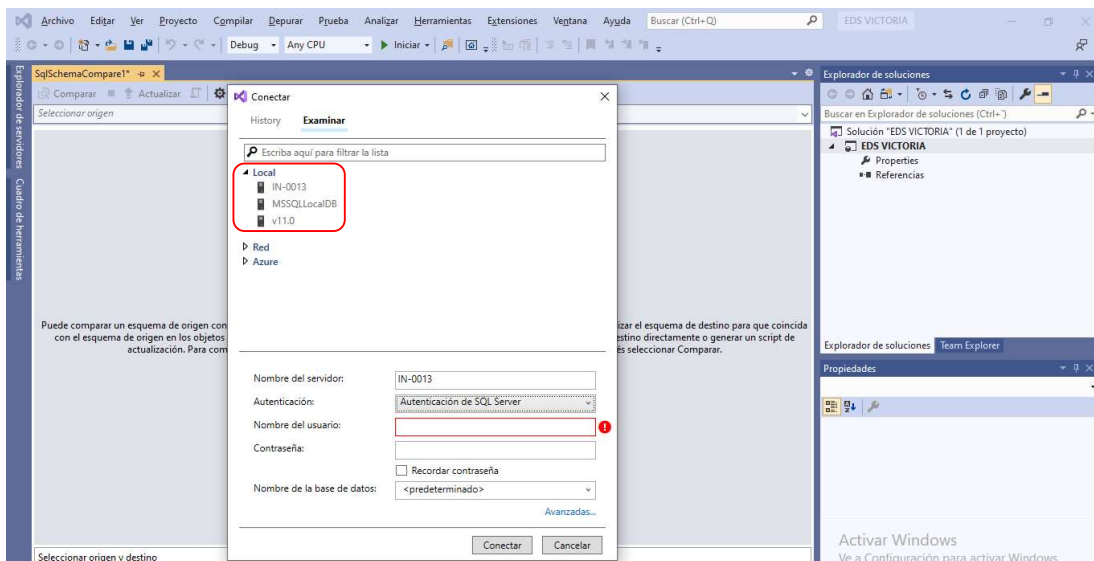 Archivo Editar Ver Proyecto Compilar Depurar Prueba Analizar Herramientas Extensiones Ventana Ayuda Buscar (Ctrl+Q) EDS VICTORIA
Debug Any CPU Iniciar
Explorador de servidores
Cuadro de herramientas
SqlSchemaCompare1*
Comparar Actualizar
Seleccionar origen
Conectar
History Examinar
Escriba aquí para filtrar la lista
Local
IN-0013
MSSQLLocalDB
v11.0
Red
Azure
Puede comparar un esquema de origen con
con el esquema de origen en los objetos
actualización. Para com
izar el esquema de destino para que coincida
estino directamente o generar un script de
és seleccionar Comparar.
Nombre del servidor: IN-0013
Autenticación: Autenticación de SQL Server
Nombre del usuario:
Contraseña:
Recordar contraseña
Nombre de la base de datos: <predeterminado>
Avanzadas...
Conectar Cancelar
Seleccionar origen y destino
Explorador de soluciones
Buscar en Explorador de soluciones (Ctrl+´)
Solución "EDS VICTORIA" (1 de 1 proyecto)
EDS VICTORIA
Properties
Referencias
Explorador de soluciones Team Explorer
Propiedades
Activar Windows
Ve a Configuración para activar Windows.